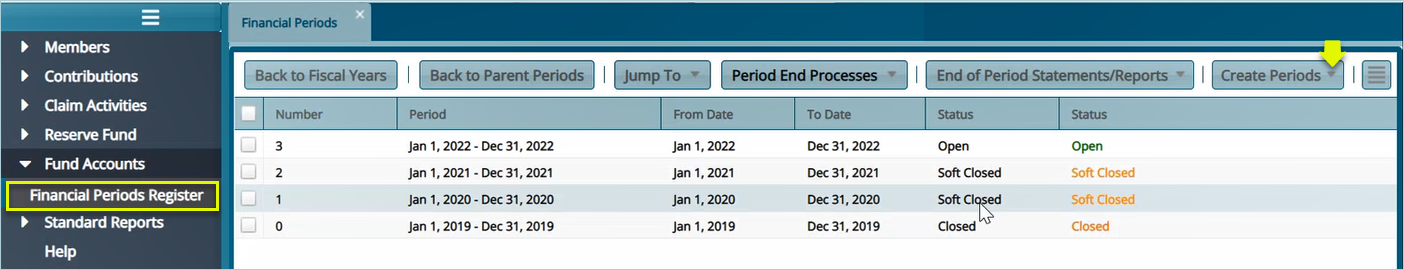 Financial Periods
Members
Contributions
Claim Activities
Reserve Fund
Fund Accounts
Financial Periods Register
Standard Reports
Help
Back to Fiscal Years | Back to Parent Periods | Jump To | Period End Processes | End of Period Statements/Reports | Create Periods |
Number Period From Date To Date Status Status
3 Jan 1, 2022 - Dec 31, 2022 Jan 1, 2022 Dec 31, 2022 Open Open
2 Jan 1, 2021 - Dec 31, 2021 Jan 1, 2021 Dec 31, 2021 Soft Closed Soft Closed
1 Jan 1, 2020 - Dec 31, 2020 Jan 1, 2020 Dec 31, 2020 Soft Closed Soft Closed
0 Jan 1, 2019 - Dec 31, 2019 Jan 1, 2019 Dec 31, 2019 Closed Closed